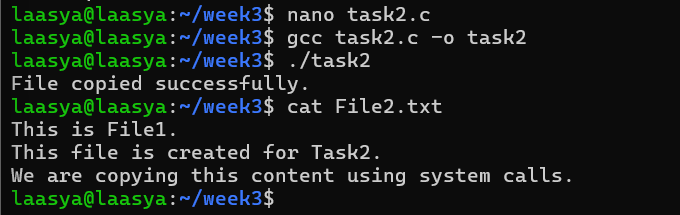 laasya@laasya:~/week3$ nano task2.c
laasya@laasya:~/week3$ gcc task2.c -o task2
laasya@laasya:~/week3$ ./task2
File copied successfully.
laasya@laasya:~/week3$ cat File2.txt
This is File1.
This file is created for Task2.
We are copying this content using system calls.
laasya@laasya:~/week3$